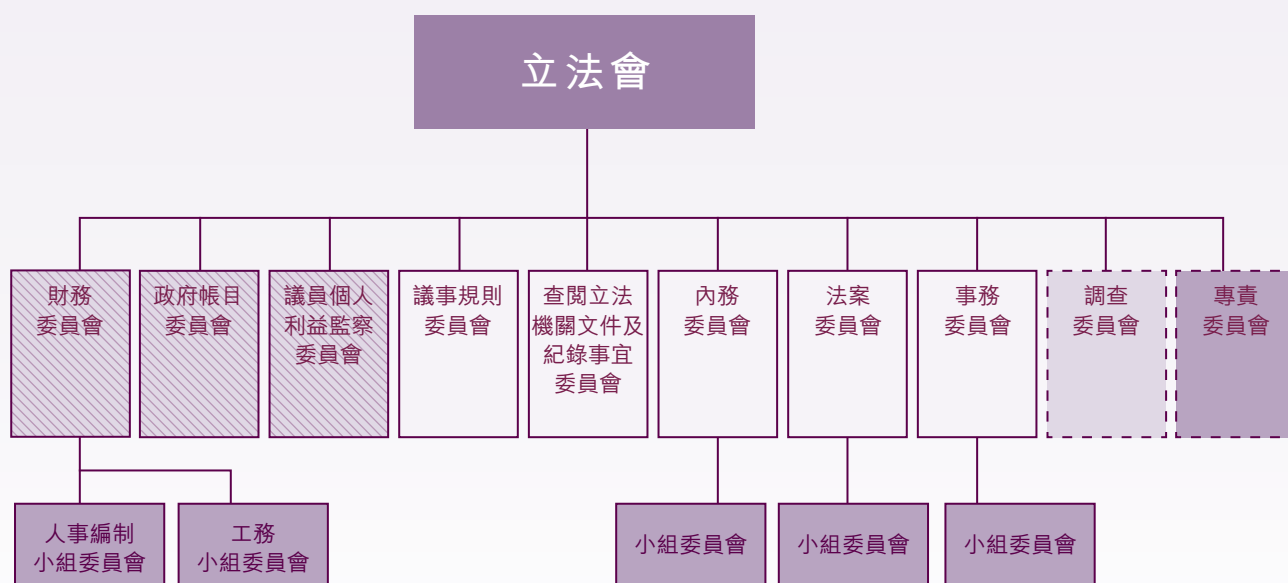 立法會
財務
委員會
政府帳目
委員會
議員個人
利益監察
委員會
議事規則
委員會
查閱立法
機關文件及
紀錄事宜
委員會
內務
委員會
法案
委員會
事務
委員會
調查
委員會
專責
委員會
人事編制
小組委員會
工務
小組委員會
小組委員會
小組委員會
小組委員會